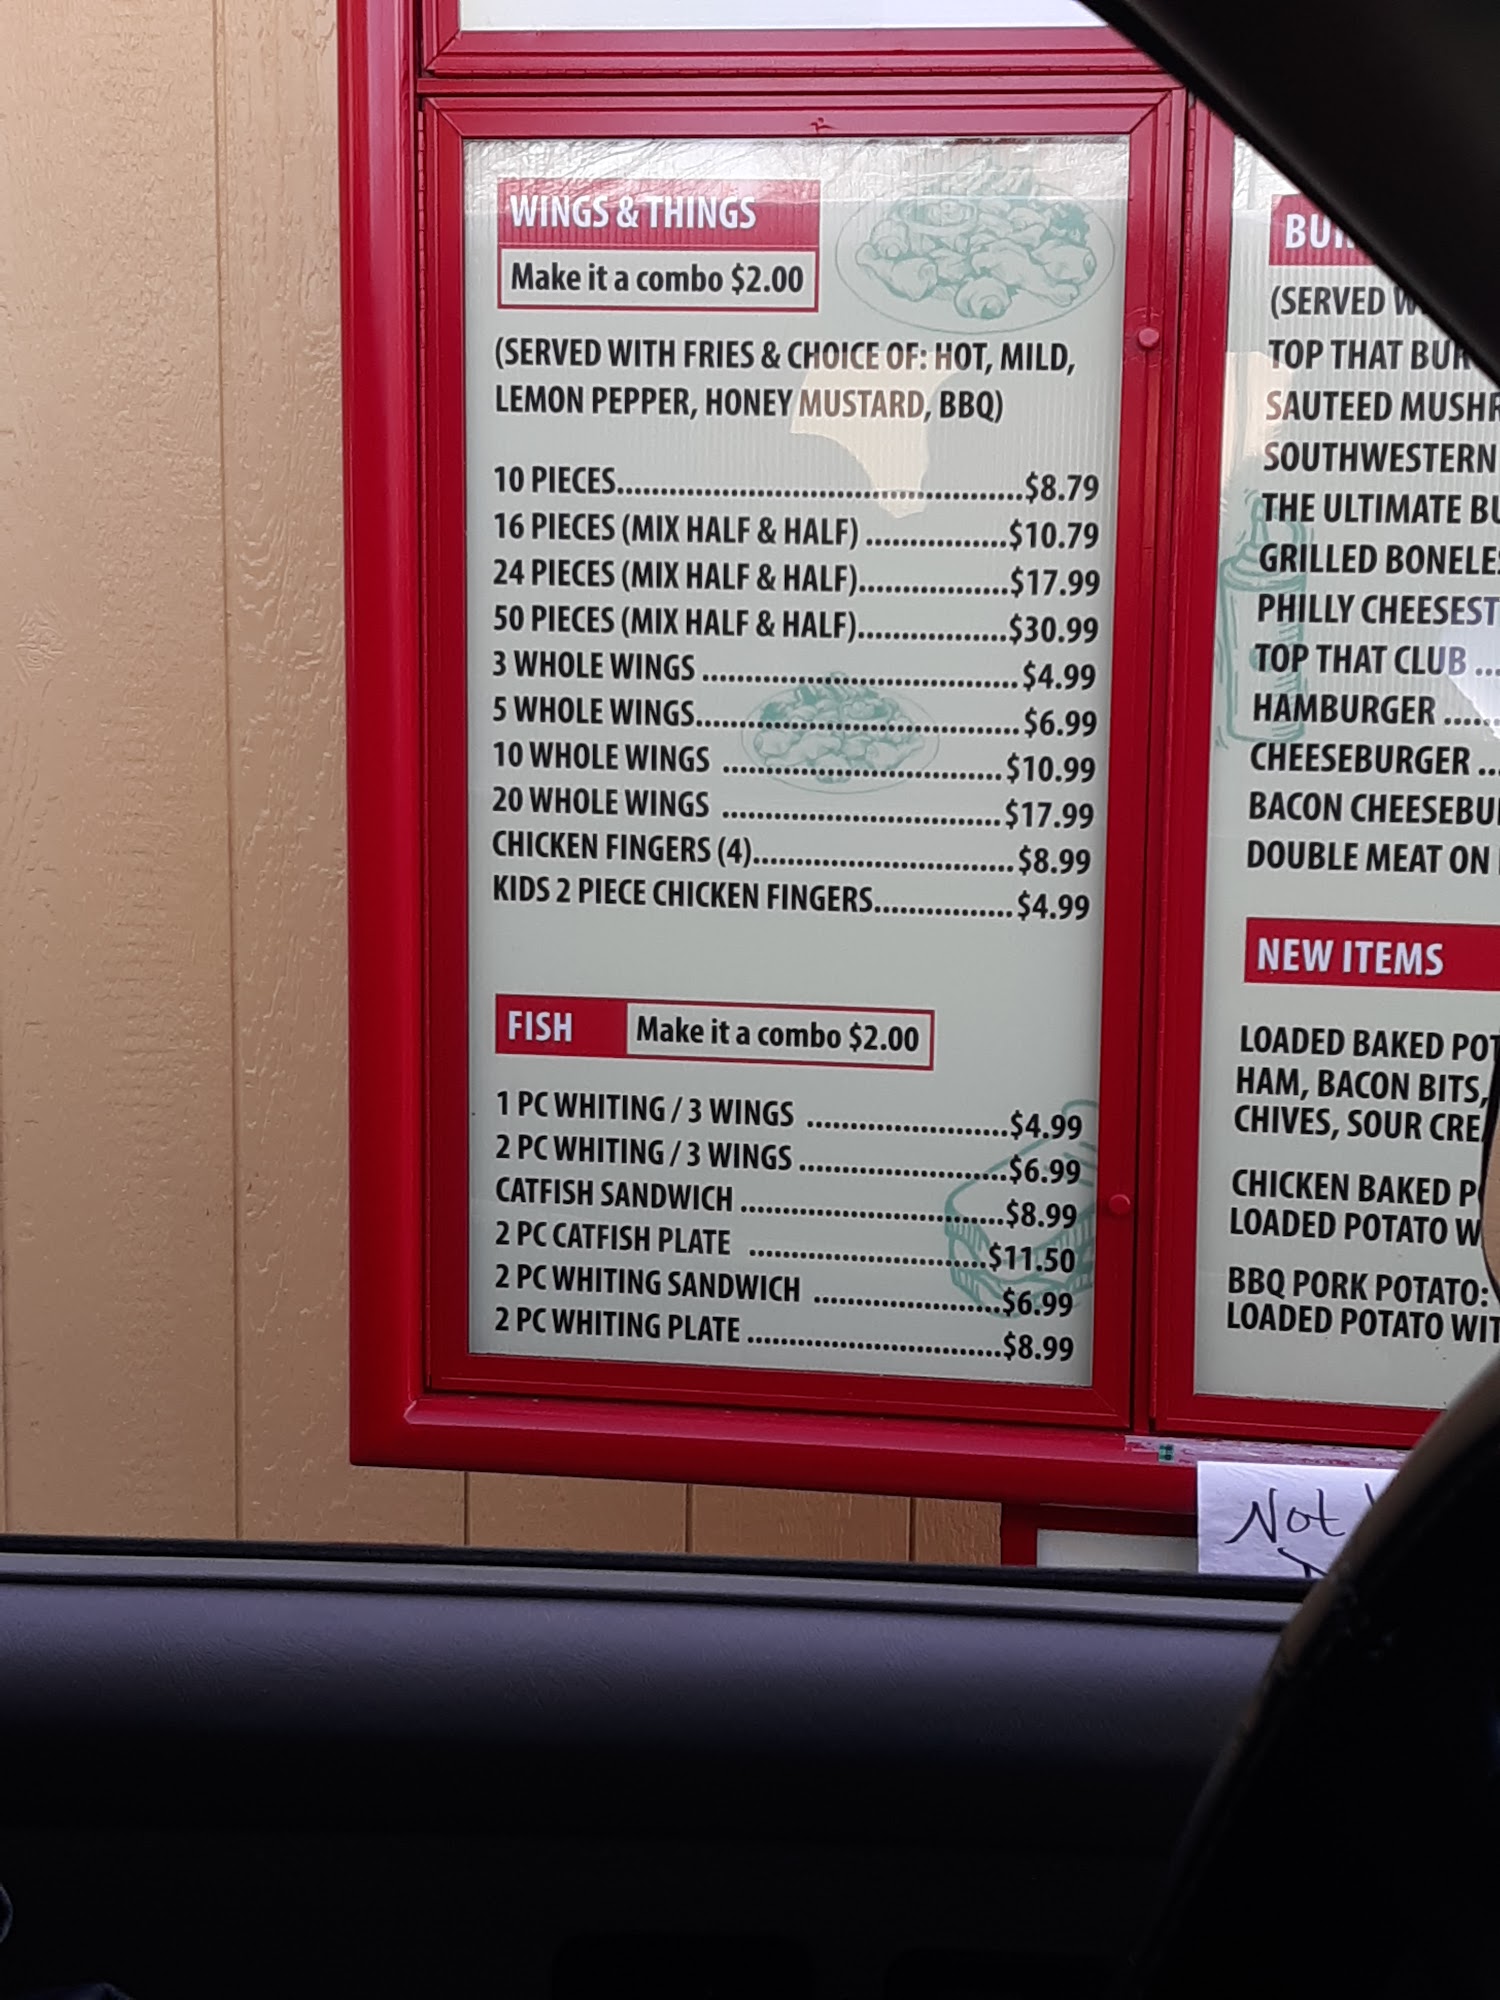 WINGS & THINGS
Make it a combo $2.00
(SERVED WITH FRIES & CHOICE OF: HOT, MILD,
LEMON PEPPER, HONEY MUSTARD, BBQ)
10 PIECES..........$8.79
16 PIECES (MIX HALF & HALF) ..........$10.79
24 PIECES (MIX HALF & HALF)..........$17.99
50 PIECES (MIX HALF & HALF)..........$30.99
3 WHOLE WINGS ..........$4.99
5 WHOLE WINGS..........$6.99
10 WHOLE WINGS ..........$10.99
20 WHOLE WINGS ..........$17.99
CHICKEN FINGERS (4)..........$8.99
KIDS 2 PIECE CHICKEN FINGERS..........$4.99
FISH
Make it a combo $2.00
1 PC WHITING / 3 WINGS ..........$4.99
2 PC WHITING / 3 WINGS ..........$6.99
CATFISH SANDWICH ..........$8.99
2 PC CATFISH PLATE ..........$11.50
2 PC WHITING SANDWICH ..........$6.99
2 PC WHITING PLATE ..........$8.99
(SERVED
TOP THAT
SAUTEED
SOUTHWESTERN
THE ULTIMATE
GRILLED
PHILLY
TOP THAT CLUB ...
HAMBURGER ......
CHEESEBURGER ...
BACON
DOUBLE MEAT ON
NEW ITEMS
LOADED BAKED
HAM, BACON BITS,
CHIVES, SOUR
CHICKEN BAKED
LOADED POTATO
BBQ PORK POTATO:
LOADED POTATO
Not